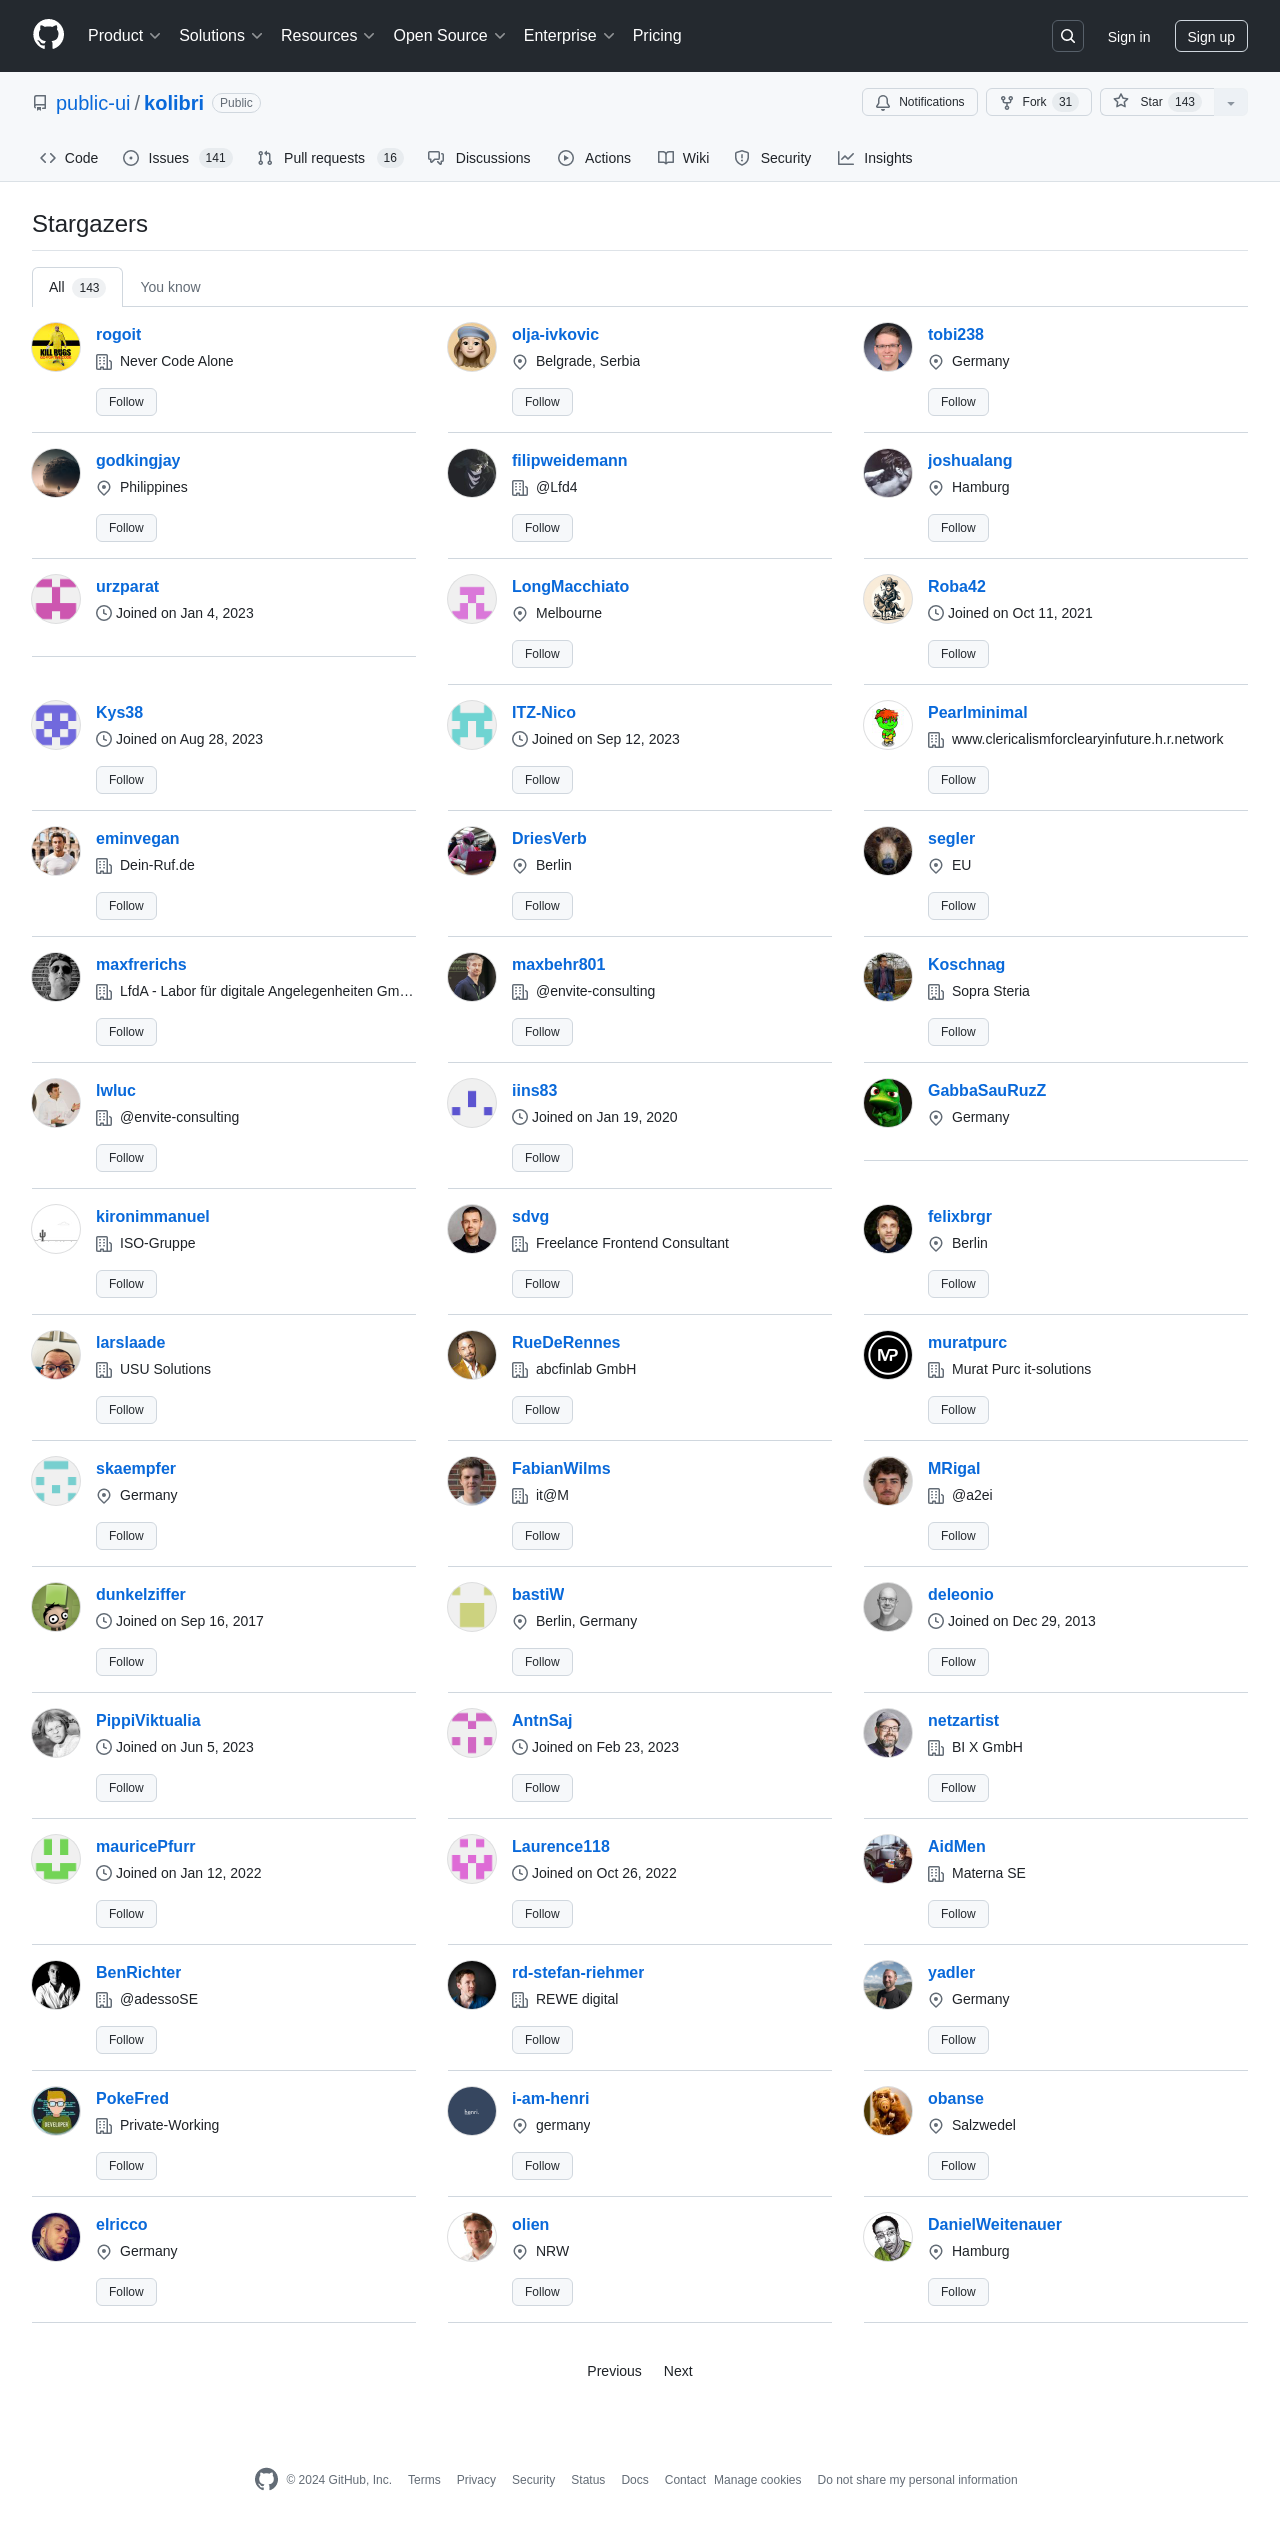 Product Solutions Resources Open Source Enterprise Pricing Sign in Sign up
public-ui / kolibri Public Notifications Fork 31 Star 143
Code Issues 141 Pull requests 16 Discussions Actions Wiki Security Insights
Stargazers
All 143 You know
rogoit olja-ivkovic tobi238
Never Code Alone Belgrade, Serbia Germany
Follow Follow Follow
godkingjay filipweidemann joshualang
Philippines @Lfd4 Hamburg
Follow Follow Follow
urzparat LongMacchiato Roba42
Joined on Jan 4, 2023 Melbourne Joined on Oct 11, 2021
Follow Follow
Kys38 ITZ-Nico Pearlminimal
Joined on Aug 28, 2023 Joined on Sep 12, 2023 www.clericalismforclearyinfuture.h.r.network
Follow Follow Follow
eminvegan DriesVerb segler
Dein-Ruf.de Berlin EU
Follow Follow Follow
maxfrerichs maxbehr801 Koschnag
LfdA - Labor für digitale Angelegenheiten Gm… @envite-consulting Sopra Steria
Follow Follow Follow
lwluc iins83 GabbaSauRuzZ
@envite-consulting Joined on Jan 19, 2020 Germany
Follow Follow
kironimmanuel sdvg felixbrgr
ISO-Gruppe Freelance Frontend Consultant Berlin
Follow Follow Follow
larslaade RueDeRennes muratpurc
USU Solutions abcfinlab GmbH Murat Purc it-solutions
Follow Follow Follow
skaempfer FabianWilms MRigal
Germany it@M @a2ei
Follow Follow Follow
dunkelziffer bastiW deleonio
Joined on Sep 16, 2017 Berlin, Germany Joined on Dec 29, 2013
Follow Follow Follow
PippiViktualia AntnSaj netzartist
Joined on Jun 5, 2023 Joined on Feb 23, 2023 BI X GmbH
Follow Follow Follow
mauricePfurr Laurence118 AidMen
Joined on Jan 12, 2022 Joined on Oct 26, 2022 Materna SE
Follow Follow Follow
BenRichter rd-stefan-riehmer yadler
@adessoSE REWE digital Germany
Follow Follow Follow
PokeFred i-am-henri obanse
Private-Working germany Salzwedel
Follow Follow Follow
elricco olien DanielWeitenauer
Germany NRW Hamburg
Follow Follow Follow
Previous Next
© 2024 GitHub, Inc. Terms Privacy Security Status Docs Contact Manage cookies Do not share my personal information